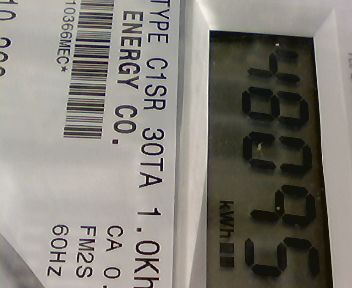 48095
kWh
TYPE C1SR 30TA 1.0Kh
ENERGY CO.
CA 0.
FM2S
60Hz
10366MEC*